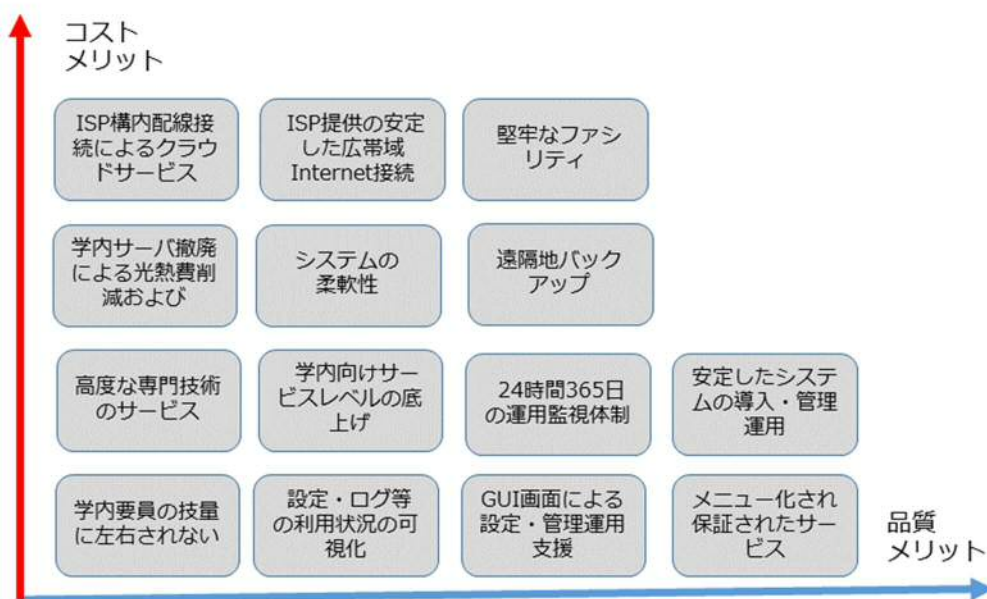 コスト
メリット
ISP構内配線接
続によるクラウ
ドサービス
ISP提供の安定
した広帯域
Internet接続
堅牢なファシ
リティ
学内サーバ撤廃
による光熱費削
減および
システムの
柔軟性
遠隔地バック
アップ
高度な専門技術
のサービス
学内向けサー
ビスレベルの底
上げ
24時間365日
の運用監視体制
安定したシステ
ムの導入・管理
運用
学内要員の技量
に左右されない
設定・ログ等
の利用状況の可
視化
GUI画面による
設定・管理運用
支援
メニュー化され
保証されたサー
ビス
品質
メリット